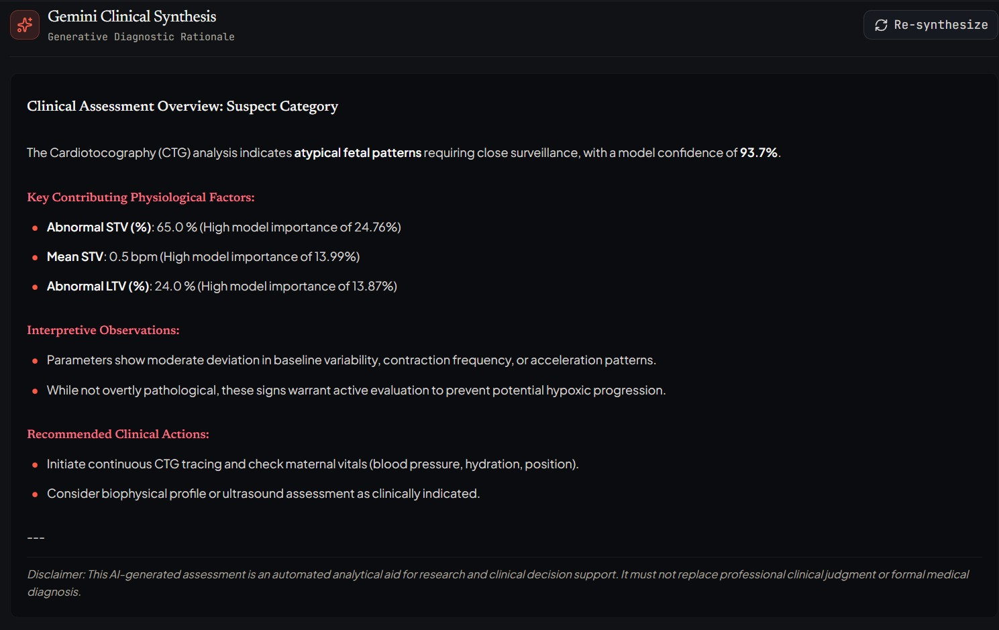 Gemini Clinical Synthesis
Generative Diagnostic Rationale
Re-synthesize
Clinical Assessment Overview: Suspect Category
The Cardiotocography (CTG) analysis indicates atypical fetal patterns requiring close surveillance, with a model confidence of 93.7%.
Key Contributing Physiological Factors:
Abnormal STV (%): 65.0 % (High model importance of 24.76%)
Mean STV: 0.5 bpm (High model importance of 13.99%)
Abnormal LTV (%): 24.0 % (High model importance of 13.87%)
Interpretive Observations:
Parameters show moderate deviation in baseline variability, contraction frequency, or acceleration patterns.
While not overtly pathological, these signs warrant active evaluation to prevent potential hypoxic progression.
Recommended Clinical Actions:
Initiate continuous CTG tracing and check maternal vitals (blood pressure, hydration, position).
Consider biophysical profile or ultrasound assessment as clinically indicated.
---
Disclaimer: This AI-generated assessment is an automated analytical aid for research and clinical decision support. It must not replace professional clinical judgment or formal medical
diagnosis.